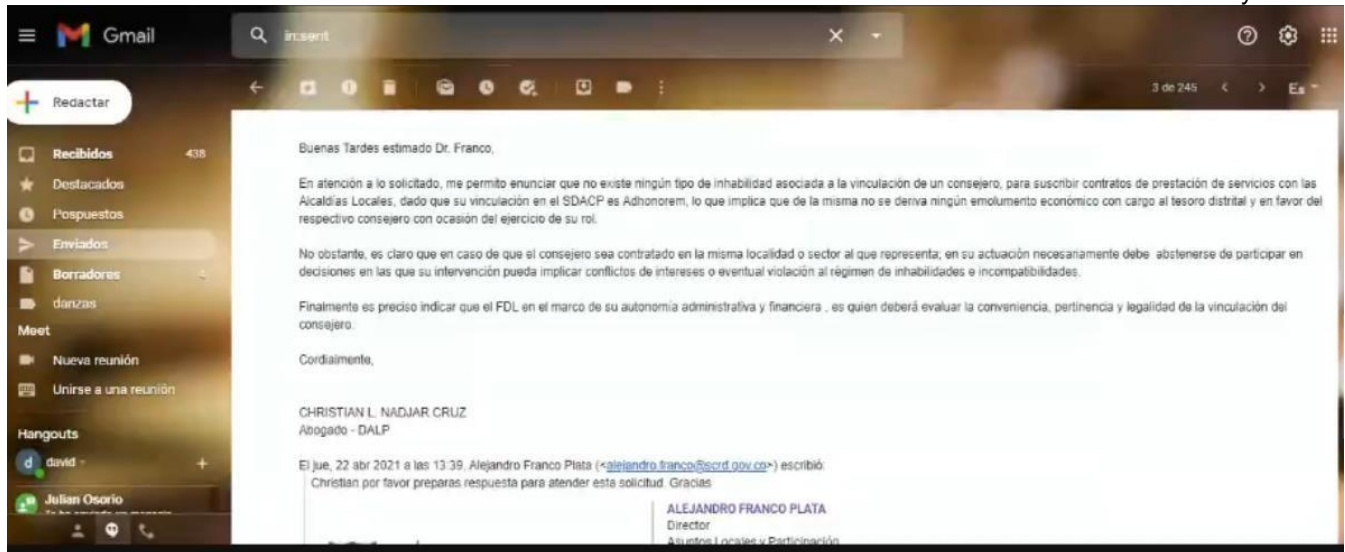 Gmail
in:sent
Redactar
3 de 245
Es
Recibidos 438
Destacados
Pospuestos
Enviados
Borradores 4
danzas
Meet
Nueva reunión
Unirse a una reunión
Hangouts
david
Julian Osorio
Buenas Tardes estimado Dr. Franco,
En atención a lo solicitado, me permito enunciar que no existe ningún tipo de inhabilidad asociada a la vinculación de un consejero, para suscribir contratos de prestación de servicios con las
Alcaldías Locales, dado que su vinculación en el SDACP es Adhonorem, lo que implica que de la misma no se deriva ningún emolumento económico con cargo al tesoro distrital y en favor del
respectivo consejero con ocasión del ejercicio de su rol.
No obstante, es claro que en caso de que el consejero sea contratado en la misma localidad o sector al que representa; en su actuación necesariamente debe abstenerse de participar en
decisiones en las que su intervención pueda implicar conflictos de intereses o eventual violación al régimen de inhabilidades e incompatibilidades.
Finalmente es preciso indicar que el FDL en el marco de su autonomía administrativa y financiera , es quien deberá evaluar la conveniencia, pertinencia y legalidad de la vinculación del
consejero.
Cordialmente,
CHRISTIAN L. NADJAR CRUZ
Abogado - DALP
El jue, 22 abr 2021 a las 13:39, Alejandro Franco Plata (<alejandro.franco@scrd.gov.co>) escribió:
Christian por favor preparas respuesta para atender esta solicitud. Gracias
ALEJANDRO FRANCO PLATA
Director
Asuntos Locales y Participación